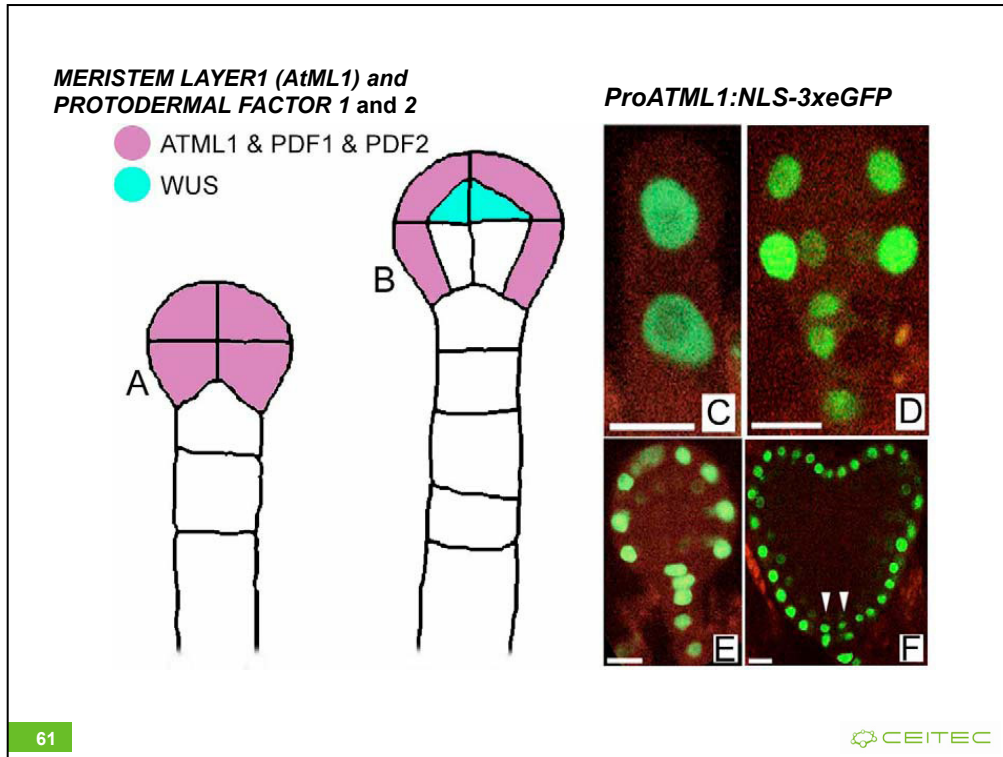 MERISTEM LAYER1 (AtML1) and
PROTODERMAL FACTOR 1 and 2
ATML1 & PDF1 & PDF2
WUS
A
B
ProATML1:NLS-3xeGFP
C
D
E
F
61
CEITEC